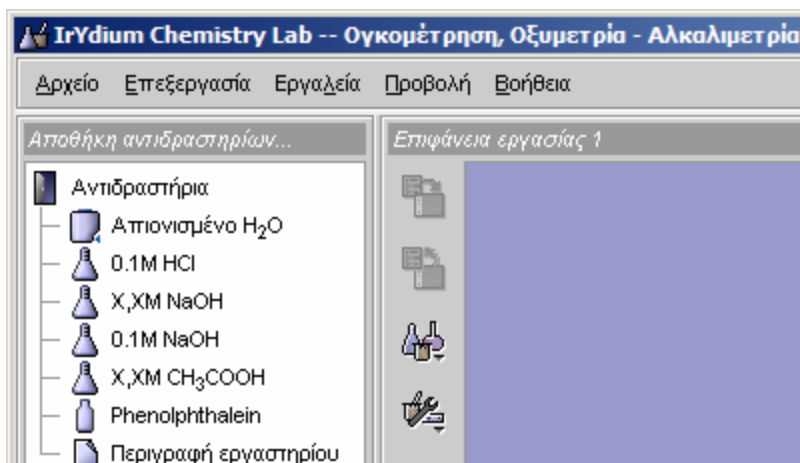 IrYdium Chemistry Lab -- Ογκομέτρηση, Οξυμετρία - Αλκαλιμετρία
Αρχείο Επεξεργασία Εργαλεία Προβολή Βοήθεια
Αποθήκη αντιδραστηρίων...
Αντιδραστήρια
Απιονισμένο H₂O
0.1M HCl
X,XM NaOH
0.1M NaOH
X,XM CH₃COOH
Phenolphthalein
Περιγραφή εργαστηρίου
Επιφάνεια εργασίας 1